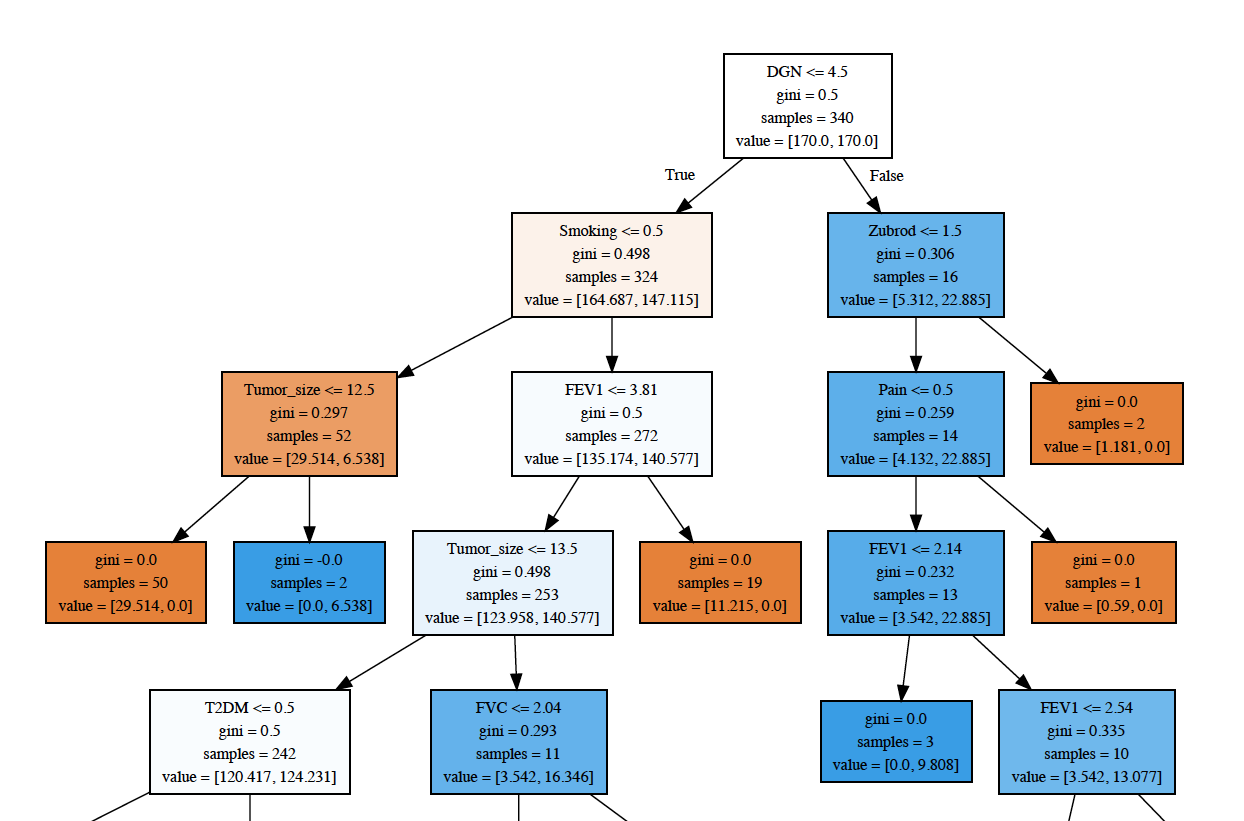 DGN <= 4.5
gini = 0.5
samples = 340
value = [170.0, 170.0]
True
False
Smoking <= 0.5
gini = 0.498
samples = 324
value = [164.687, 147.115]
Zubrod <= 1.5
gini = 0.306
samples = 16
value = [5.312, 22.885]
Tumor_size <= 12.5
gini = 0.297
samples = 52
value = [29.514, 6.538]
FEV1 <= 3.81
gini = 0.5
samples = 272
value = [135.174, 140.577]
Pain <= 0.5
gini = 0.259
samples = 14
value = [4.132, 22.885]
gini = 0.0
samples = 2
value = [1.181, 0.0]
gini = 0.0
samples = 50
value = [29.514, 0.0]
gini = -0.0
samples = 2
value = [0.0, 6.538]
Tumor_size <= 13.5
gini = 0.498
samples = 253
value = [123.958, 140.577]
gini = 0.0
samples = 19
value = [11.215, 0.0]
FEV1 <= 2.14
gini = 0.232
samples = 13
value = [3.542, 22.885]
gini = 0.0
samples = 1
value = [0.59, 0.0]
T2DM <= 0.5
gini = 0.5
samples = 242
value = [120.417, 124.231]
FVC <= 2.04
gini = 0.293
samples = 11
value = [3.542, 16.346]
gini = 0.0
samples = 3
value = [0.0, 9.808]
FEV1 <= 2.54
gini = 0.335
samples = 10
value = [3.542, 13.077]